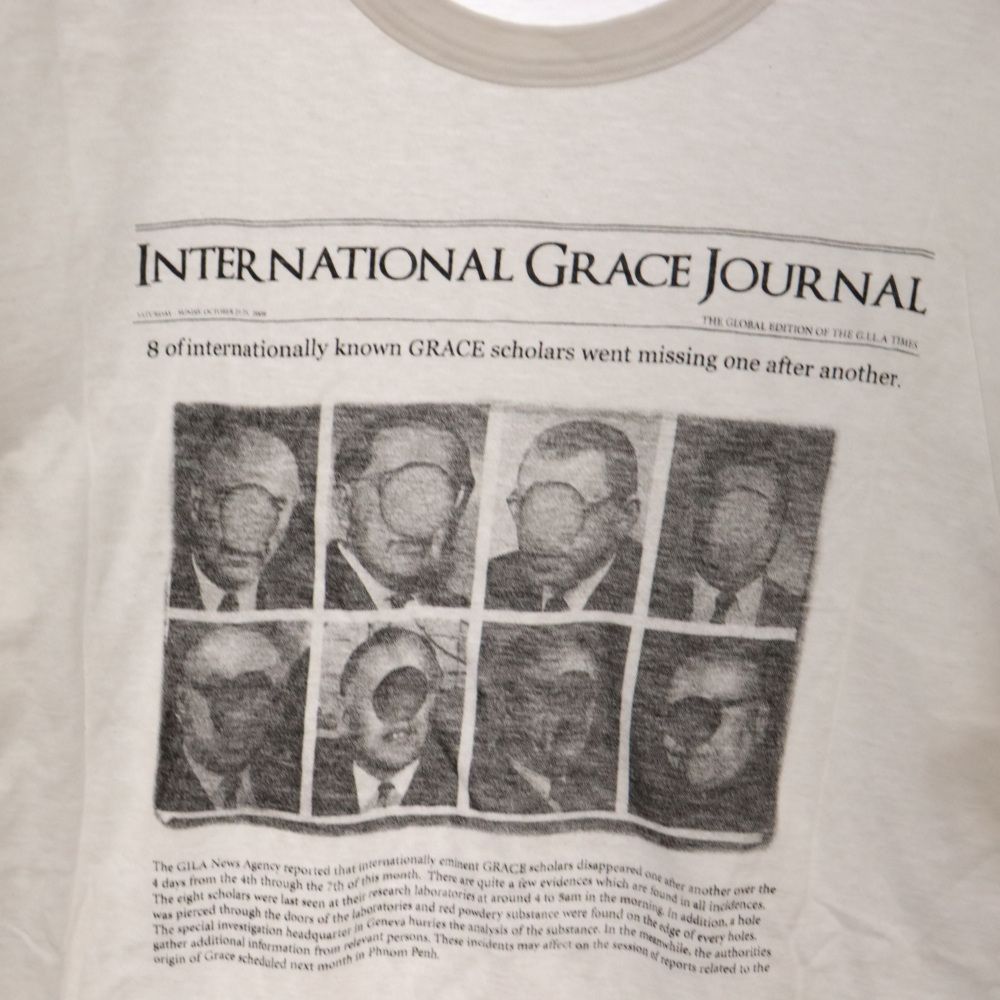 INTERNATIONAL GRACE JOURNAL
SATURDAY - SUNDAY, OCTOBER 2008
THE GLOBAL EDITION OF THE G.I.L.A TIMES
8 of internationally known GRACE scholars went missing one after another.
The GILA News Agency reported that internationally eminent GRACE scholars disappeared one after another over the
4 days from the 4th through the 7th of this month. There are quite a few evidences which are found in all incidences.
The eight scholars were last seen at their research laboratories at around 4 to 5am in the morning. In addition, a hole
was pierced through the doors of the laboratories and red powdery substance were found on the edge of every holes.
The special investigation headquarter in Geneva hurries the analysis of the substance. In the meanwhile, the authorities
gather additional information from relevant persons. These incidents may affect on the session of reports related to the
origin of Grace scheduled next month in Phnom Penh.